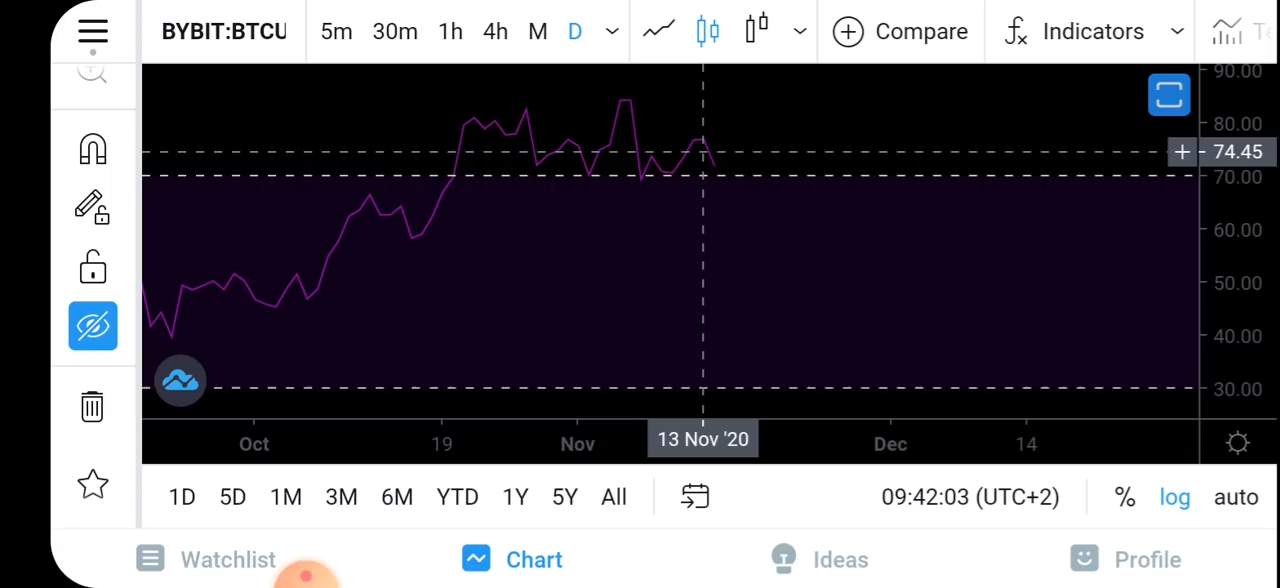 BYBIT:BTCU 5m 30m 1h 4h M D Compare Indicators
90.00
80.00
+ 74.45
70.00
60.00
50.00
40.00
30.00
Oct 19 Nov 13 Nov '20 Dec 14
1D 5D 1M 3M 6M YTD 1Y 5Y All 09:42:03 (UTC+2) % log auto
Watchlist Chart Ideas Profile